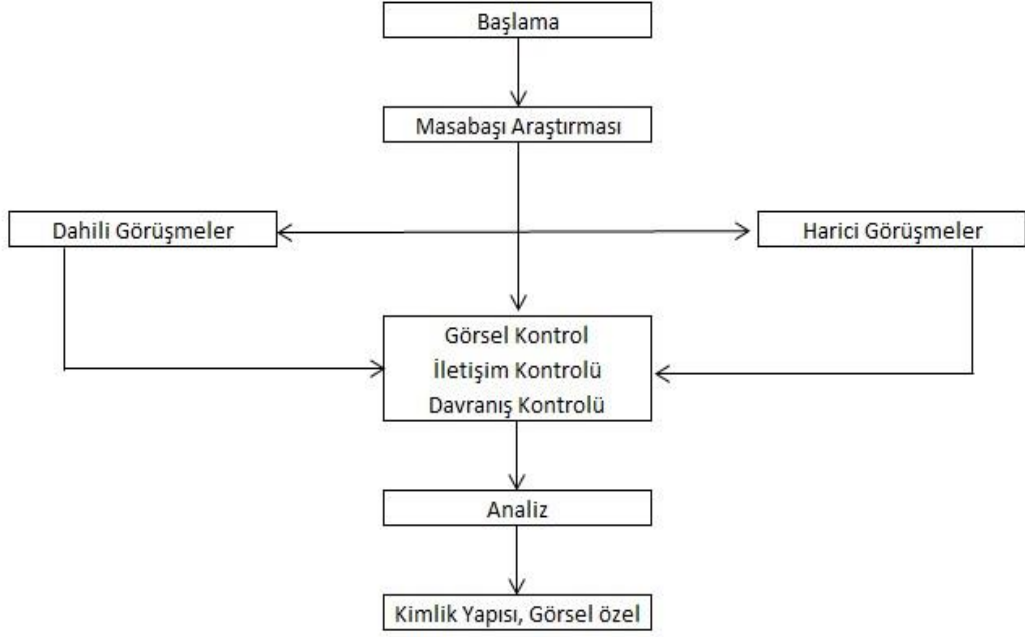 Başlama
Masabaşı Araştırması
Dahili Görüşmeler
Harici Görüşmeler
Görsel Kontrol
İletişim Kontrolü
Davranış Kontrolü
Analiz
Kimlik Yapısı, Görsel özel